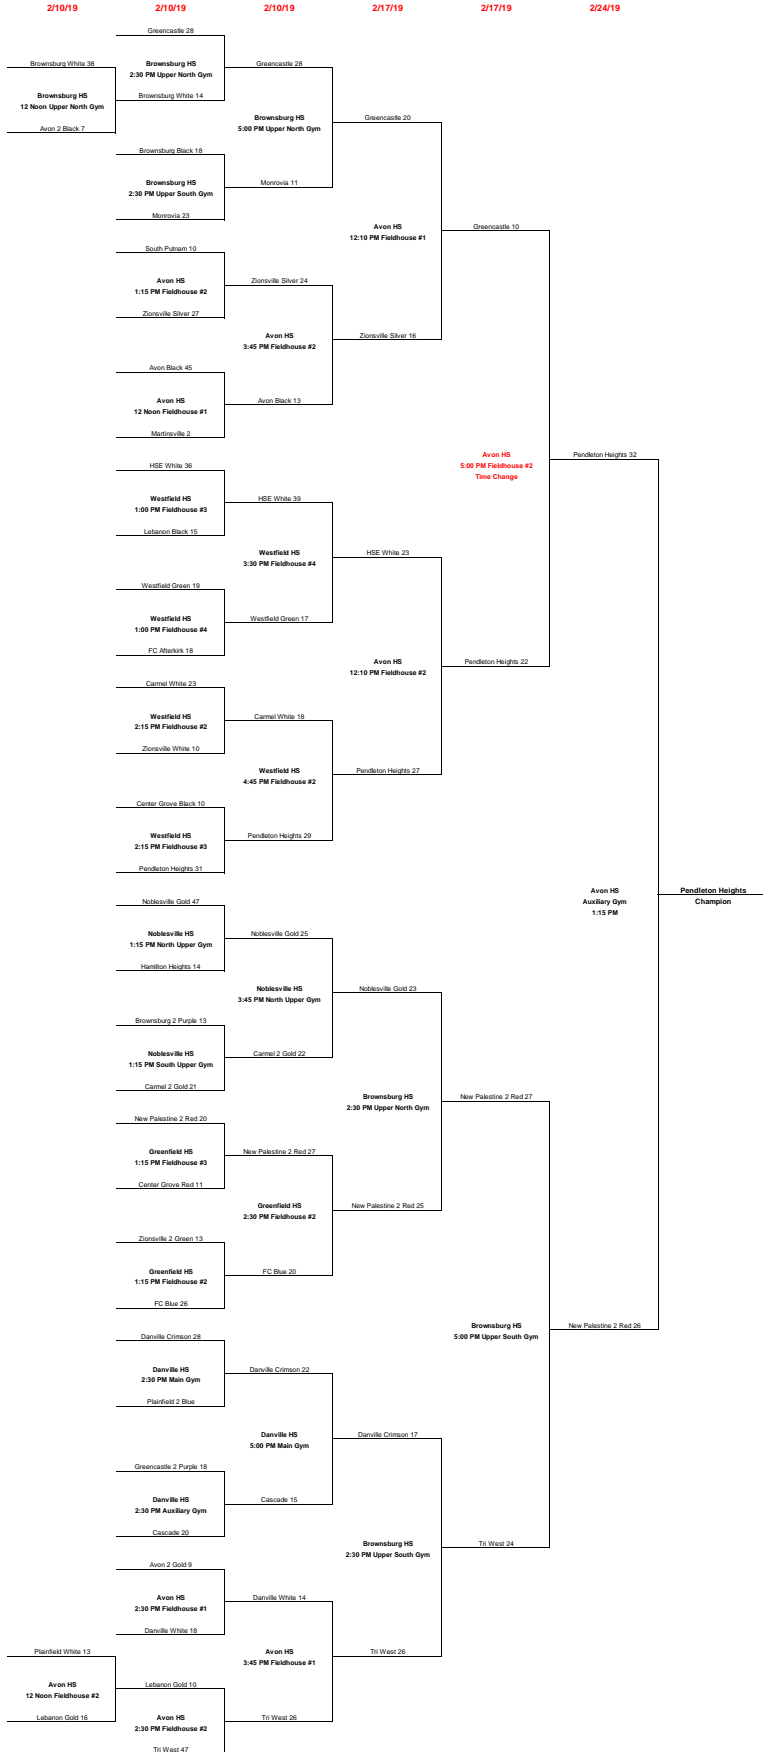 2/10/19 2/10/19 2/10/19 2/17/19 2/17/19 2/24/19
Greencastle 28
Brownsburg White 38
Brownsburg HS
2:30 PM Upper North Gym
Greencastle 28
Brownsburg HS
12 Noon Upper North Gym
Brownsburg White 14
Avon 2 Black 7
Brownsburg HS
5:00 PM Upper North Gym
Greencastle 20
Brownsburg Black 18
Brownsburg HS
2:30 PM Upper South Gym
Monrovia 11
Monrovia 23
Avon HS
12:10 PM Fieldhouse #1
Greencastle 10
South Putnam 10
Avon HS
1:15 PM Fieldhouse #2
Zionsville Silver 24
Zionsville Silver 27
Avon HS
3:45 PM Fieldhouse #2
Zionsville Silver 16
Avon Black 45
Avon HS
12 Noon Fieldhouse #1
Avon Black 13
Martinsville 2
Avon HS
5:00 PM Fieldhouse #2
Time Change
Pendleton Heights 32
HSE White 36
Westfield HS
1:00 PM Fieldhouse #3
HSE White 39
Lebanon Black 15
Westfield HS
3:30 PM Fieldhouse #4
HSE White 23
Westfield Green 19
Westfield HS
1:00 PM Fieldhouse #4
Westfield Green 17
FC Afterkirk 18
Avon HS
12:10 PM Fieldhouse #2
Pendleton Heights 22
Carmel White 23
Westfield HS
2:15 PM Fieldhouse #2
Carmel White 18
Zionsville White 10
Westfield HS
4:45 PM Fieldhouse #2
Pendleton Heights 27
Center Grove Black 10
Westfield HS
2:15 PM Fieldhouse #3
Pendleton Heights 29
Pendleton Heights 31
Avon HS
Auxiliary Gym
1:15 PM
Pendleton Heights
Champion
Noblesville Gold 47
Noblesville HS
1:15 PM North Upper Gym
Noblesville Gold 25
Hamilton Heights 14
Noblesville HS
3:45 PM North Upper Gym
Noblesville Gold 23
Brownsburg 2 Purple 13
Noblesville HS
1:15 PM South Upper Gym
Carmel 2 Gold 22
Carmel 2 Gold 21
Brownsburg HS
2:30 PM Upper North Gym
New Palestine 2 Red 27
New Palestine 2 Red 20
Greenfield HS
1:15 PM Fieldhouse #3
New Palestine 2 Red 27
Center Grove Red 11
Greenfield HS
2:30 PM Fieldhouse #2
New Palestine 2 Red 25
Zionsville 2 Green 13
Greenfield HS
1:15 PM Fieldhouse #2
FC Blue 20
FC Blue 26
Brownsburg HS
5:00 PM Upper South Gym
New Palestine 2 Red 26
Danville Crimson 28
Danville HS
2:30 PM Main Gym
Danville Crimson 22
Plainfield 2 Blue
Danville HS
5:00 PM Main Gym
Danville Crimson 17
Greencastle 2 Purple 18
Danville HS
2:30 PM Auxiliary Gym
Cascade 15
Cascade 20
Brownsburg HS
2:30 PM Upper South Gym
Tri West 24
Avon 2 Gold 9
Avon HS
2:30 PM Fieldhouse #1
Danville White 14
Danville White 18
Avon HS
3:45 PM Fieldhouse #1
Tri West 26
Plainfield White 13
Avon HS
12 Noon Fieldhouse #2
Lebanon Gold 10
Lebanon Gold 16
Avon HS
2:30 PM Fieldhouse #2
Tri West 26
Tri West 47